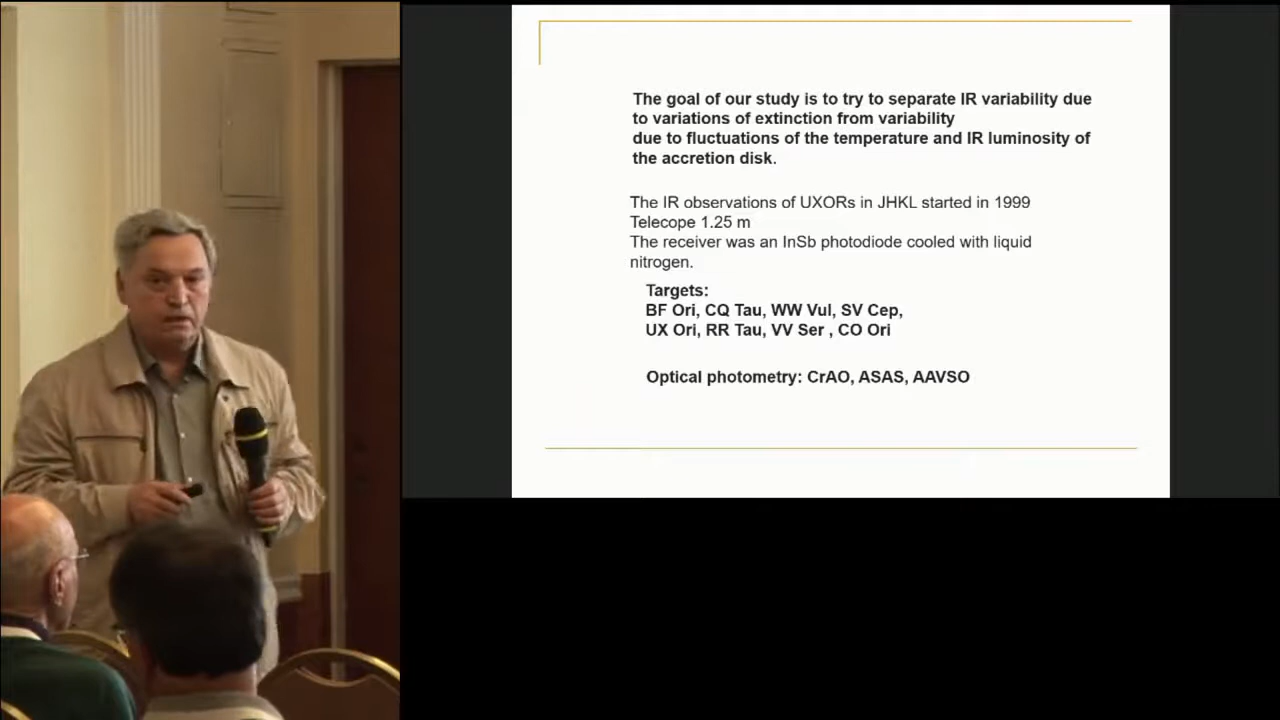 The goal of our study is to try to separate IR variability due
to variations of extinction from variability
due to fluctuations of the temperature and IR luminosity of
the accretion disk.
The IR observations of UXORs in JHKL started in 1999
Telecope 1.25 m
The receiver was an InSb photodiode cooled with liquid
nitrogen.
Targets:
BF Ori, CQ Tau, WW Vul, SV Cep,
UX Ori, RR Tau, VV Ser , CO Ori
Optical photometry: CrAO, ASAS, AAVSO